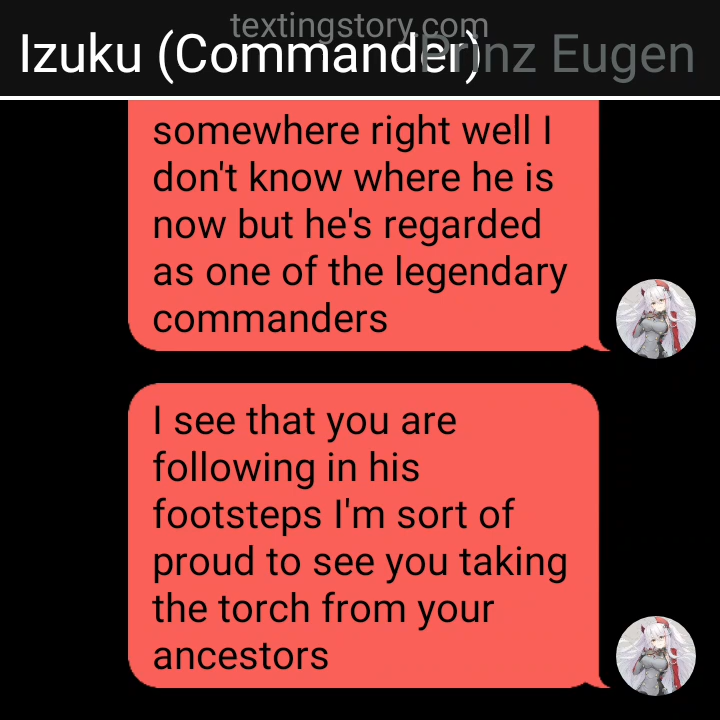 textingstory.com
Izuku (Commander)
Prinz Eugen
somewhere right well I
don't know where he is
now but he's regarded
as one of the legendary
commanders
I see that you are
following in his
footsteps I'm sort of
proud to see you taking
the torch from your
ancestors